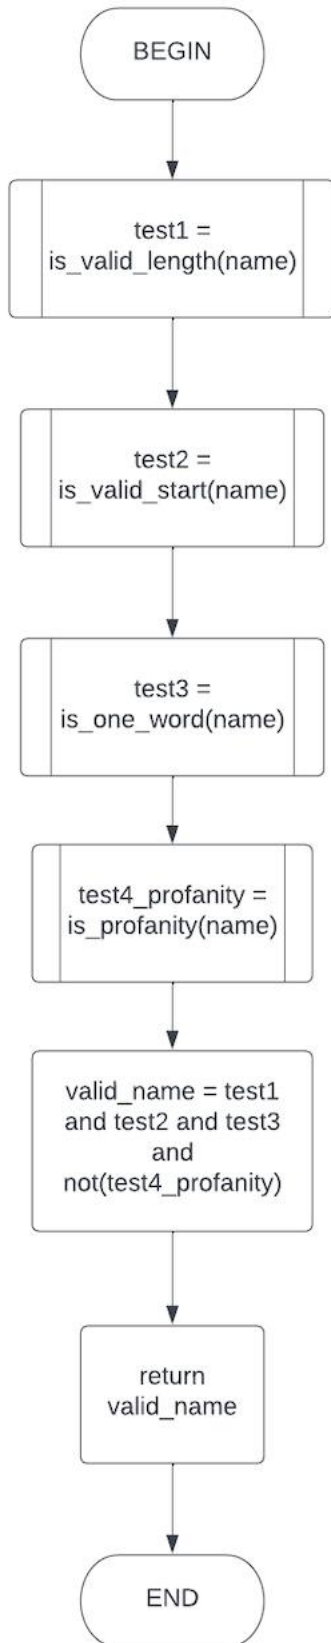 BEGIN
test1 =
is_valid_length(name)
test2 =
is_valid_start(name)
test3 =
is_one_word(name)
test4_profanity =
is_profanity(name)
valid_name = test1
and test2 and test3
and
not(test4_profanity)
return
valid_name
END